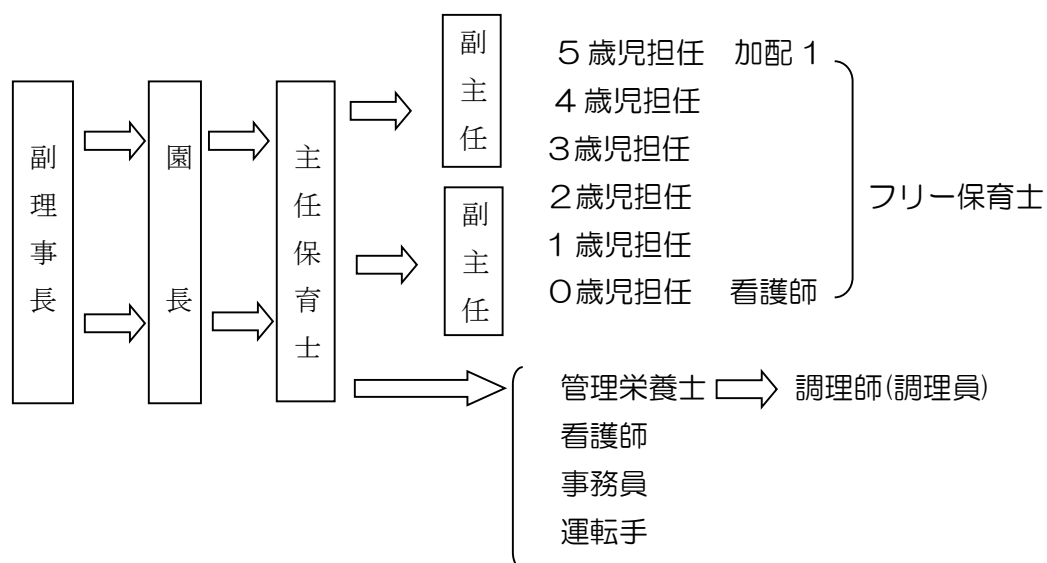 副理事長
園長
主任保育士
副主任
副主任
5歳児担任 加配1
4歳児担任
3歳児担任
2歳児担任
1歳児担任
0歳児担任 看護師
フリー保育士
管理栄養士 調理師(調理員)
看護師
事務員
運転手